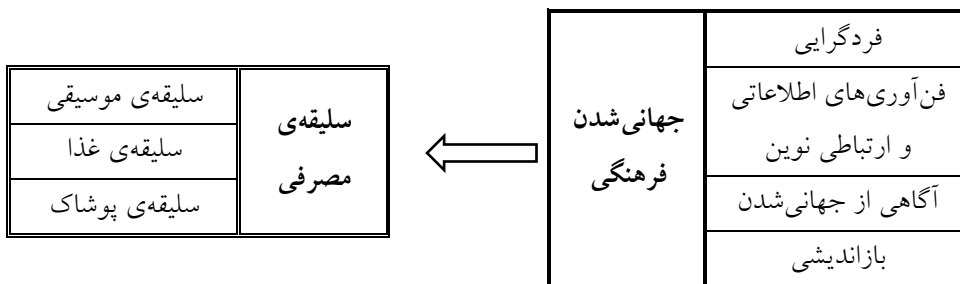 فردگرایی
فن‌آوری‌های اطلاعاتی
و ارتباطی نوین
آگاهی از جهانی‌شدن
بازاندیشی
جهانی‌شدن
فرهنگی
سلیقه‌ی
مصرفی
سلیقه‌ی موسیقی
سلیقه‌ی غذا
سلیقه‌ی پوشاک